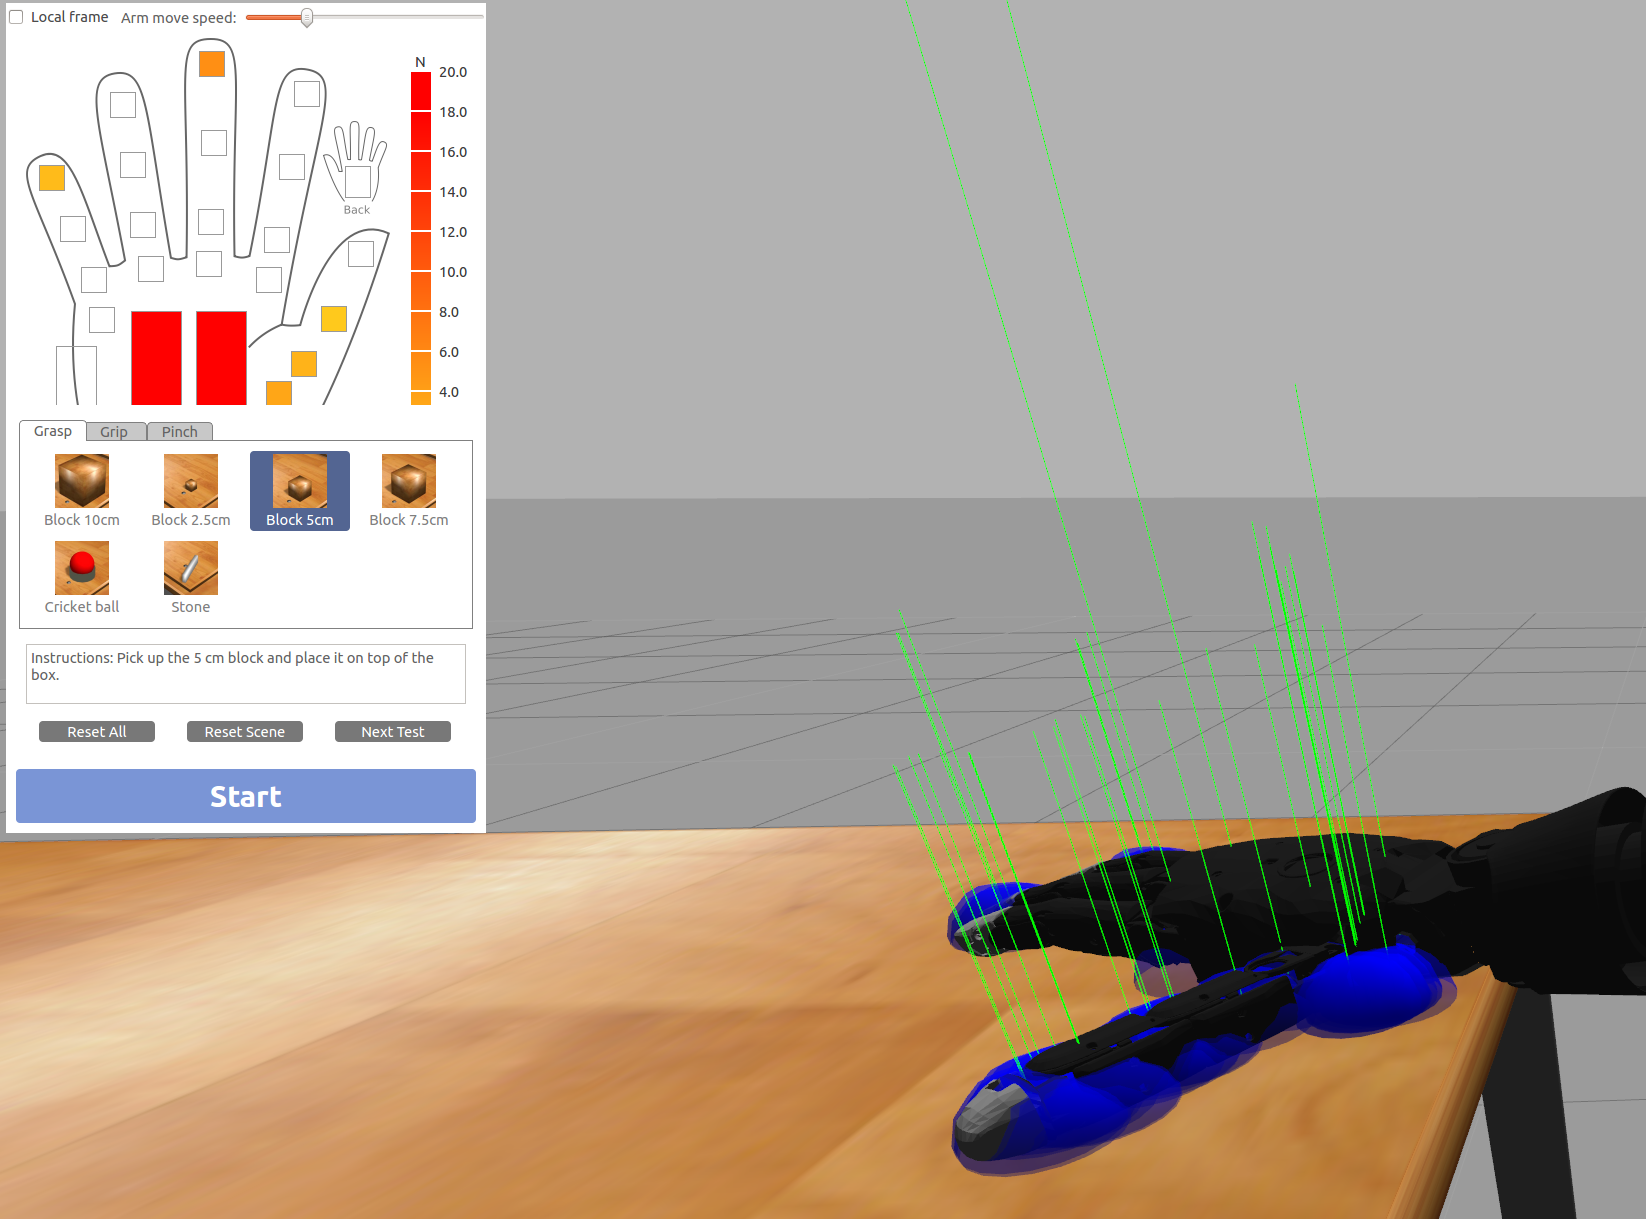 Local frame Arm move speed:
N
20.0
18.0
16.0
14.0
12.0
10.0
8.0
6.0
4.0
Back
Grasp Grip Pinch
Block 10cm Block 2.5cm Block 5cm Block 7.5cm
Cricket ball Stone
Instructions: Pick up the 5 cm block and place it on top of the
box.
Reset All Reset Scene Next Test
Start